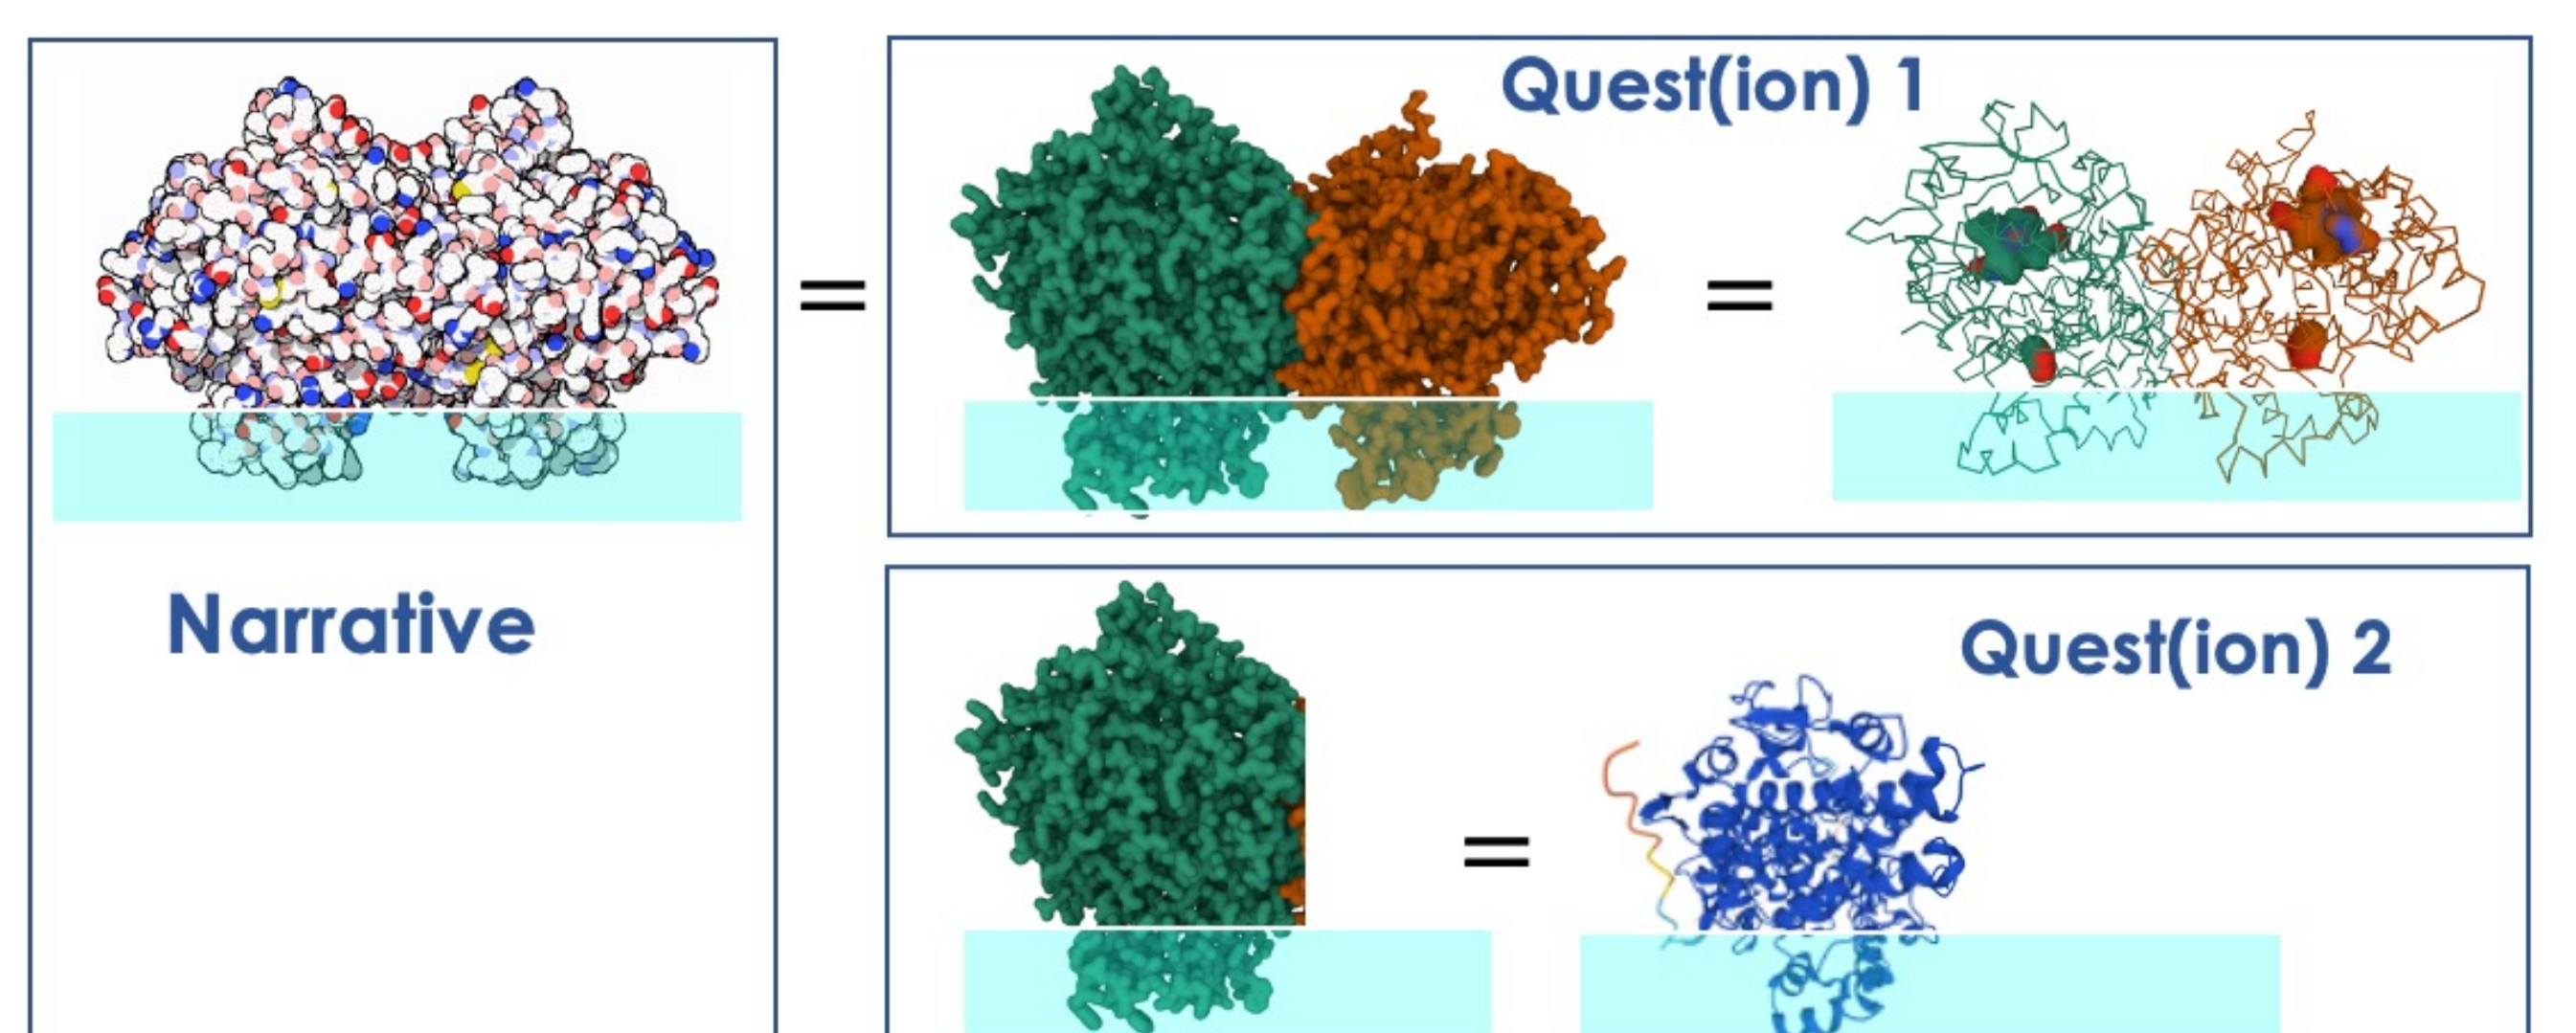 Quest(ion) 1
=
=
Narrative
Quest(ion) 2
=